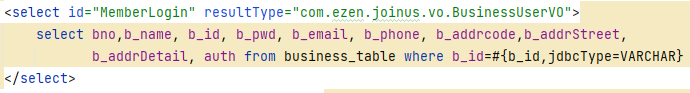 <select id="MemberLogin" resultType="com.ezen.joinus.vo.BusinessUserVO">
select bno,b_name, b_id, b_pwd, b_email, b_phone, b_addrcode,b_addrStreet,
b_addrDetail, auth from business_table where b_id=#{b_id,jdbcType=VARCHAR}
</select>